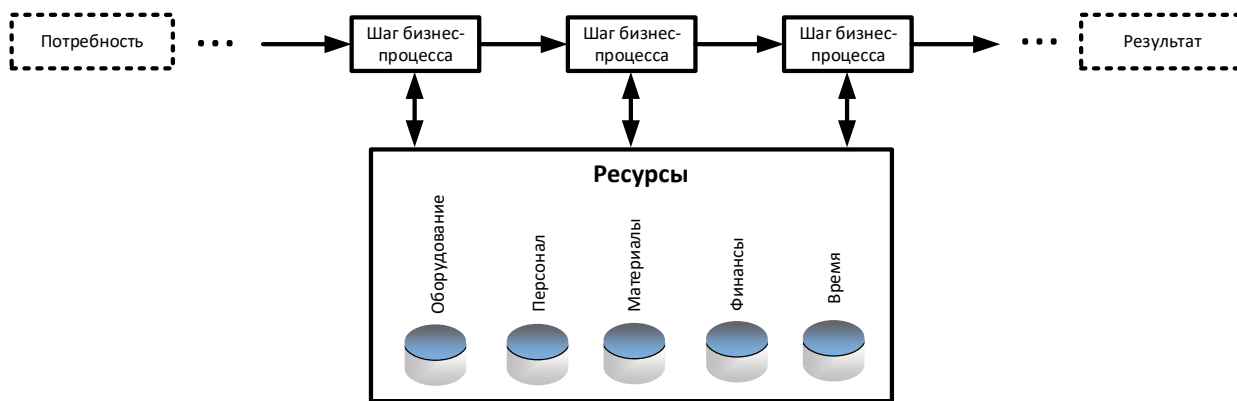 Потребность
...
Шаг бизнес-
процесса
Шаг бизнес-
процесса
Шаг бизнес-
процесса
...
Результат
Ресурсы
Оборудование
Персонал
Материалы
Финансы
Время